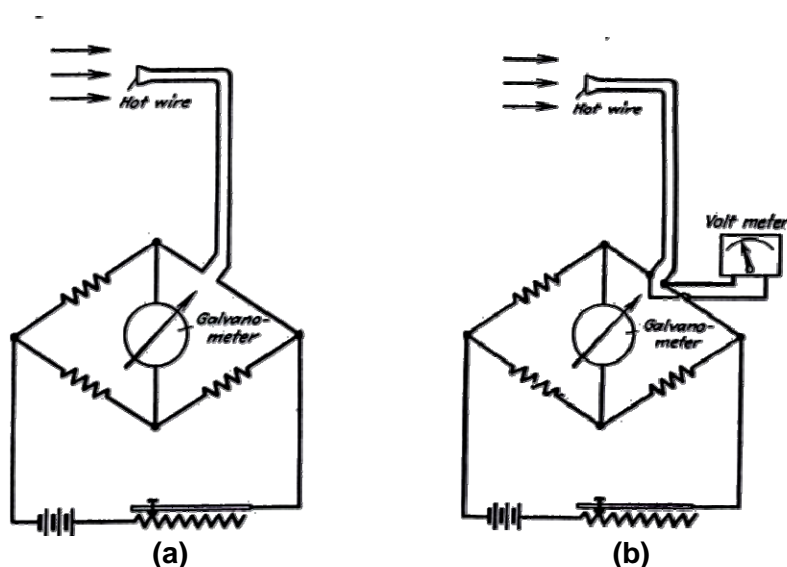 Hot wire
Galvano-
meter
(a)
Hot wire
Volt meter
Galvano-
meter
(b)